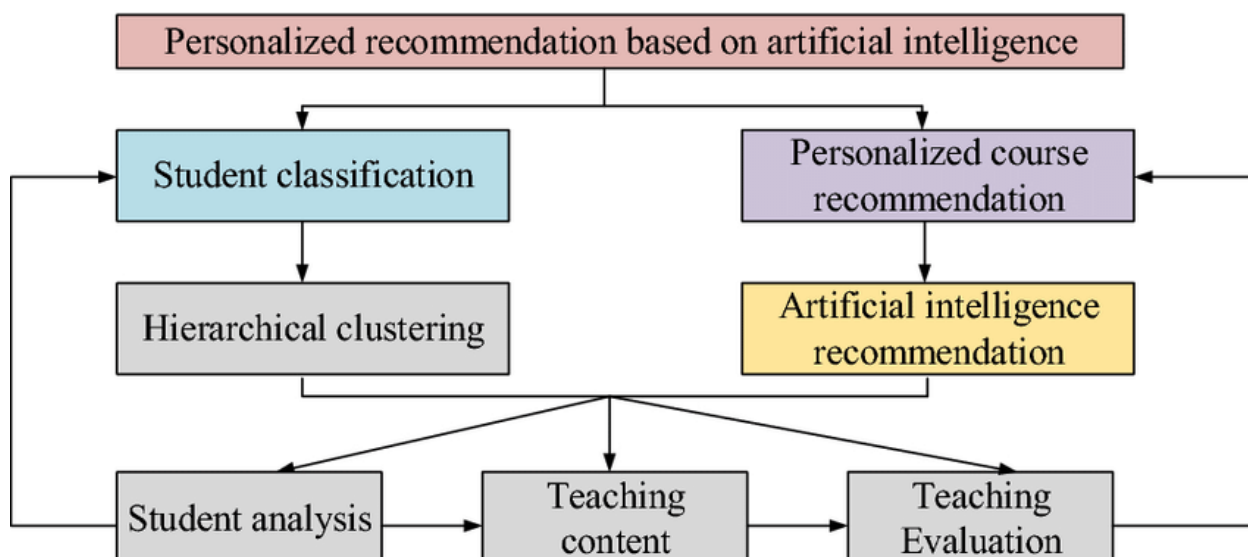 Personalized recommendation based on artificial intelligence
Student classification
Personalized course
recommendation
Hierarchical clustering
Artificial intelligence
recommendation
Student analysis
Teaching
content
Teaching
Evaluation